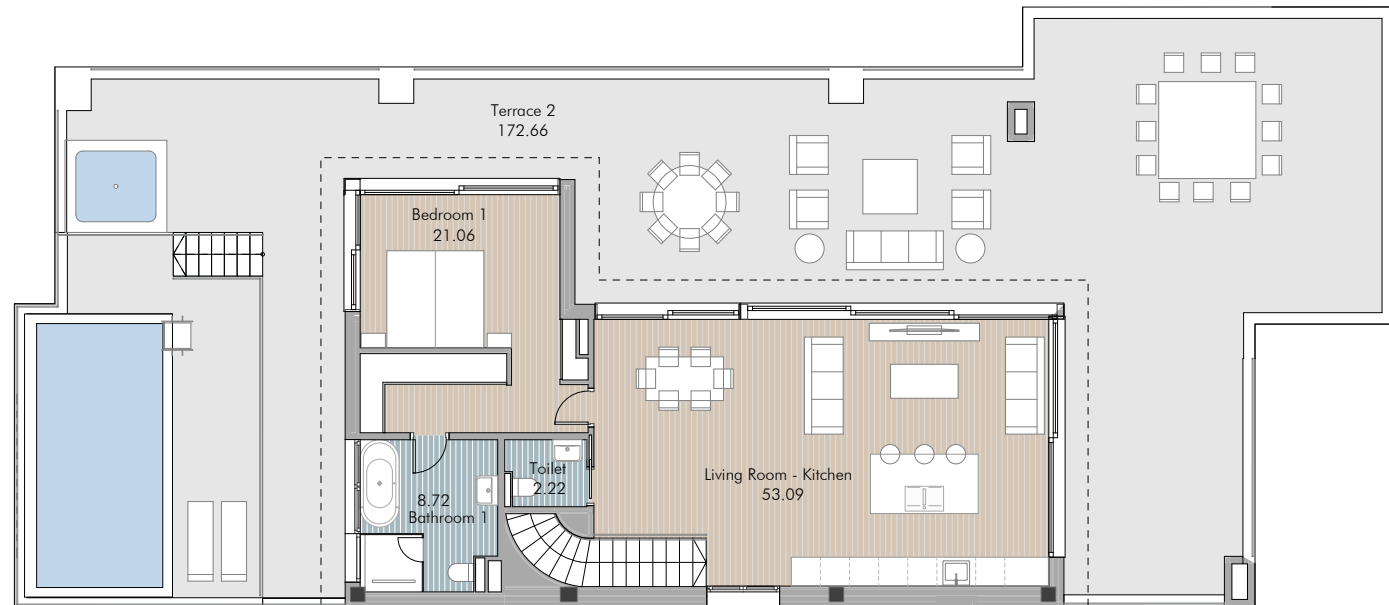 Terrace 2
172.66
Bedroom 1
21.06
Living Room - Kitchen
53.09
Toilet
2.22
8.72
Bathroom 1